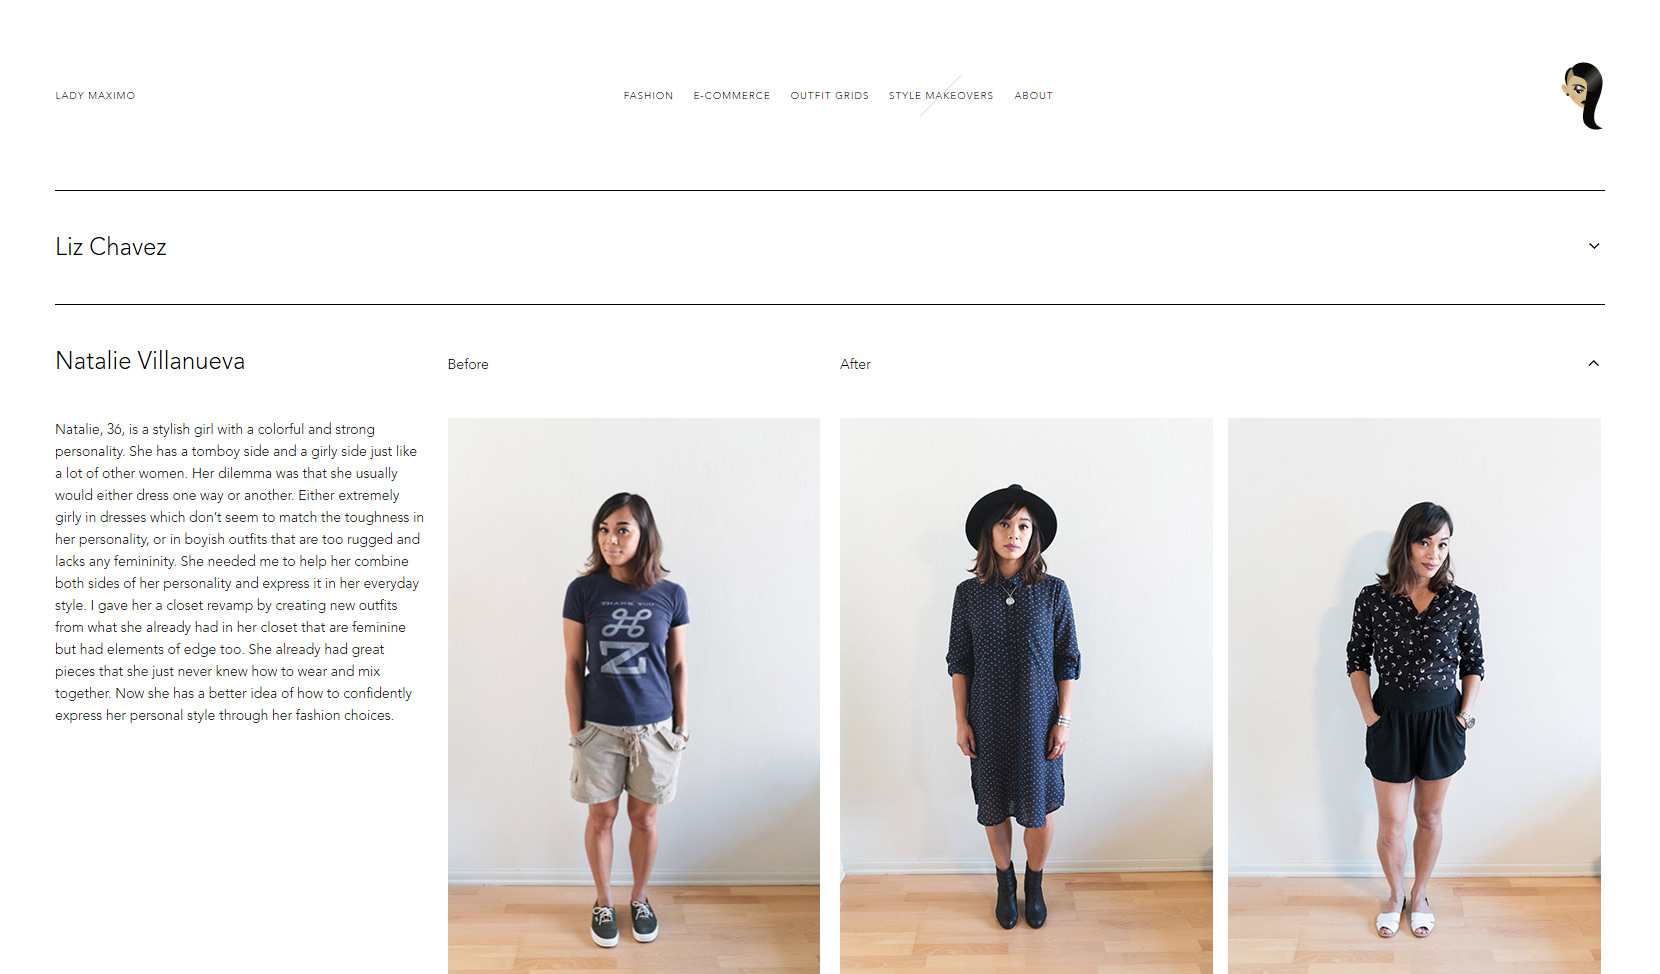 LADY MAXIMO
FASHION E-COMMERCE OUTFIT GRIDS STYLE MAKEOVERS ABOUT
Liz Chavez
Natalie Villanueva
Before
After
Natalie, 36, is a stylish girl with a colorful and strong
personality. She has a tomboy side and a girly side just like
a lot of other women. Her dilemma was that she usually
would either dress one way or another. Either extremely
girly in dresses which don’t seem to match the toughness in
her personality, or in boyish outfits that are too rugged and
lacks any femininity. She needed me to help her combine
both sides of her personality and express it in her everyday
style. I gave her a closet revamp by creating new outfits
from what she already had in her closet that are feminine
but had elements of edge too. She already had great
pieces that she just never knew how to wear and mix
together. Now she has a better idea of how to confidently
express her personal style through her fashion choices.
THANK YOU
⌘
Z